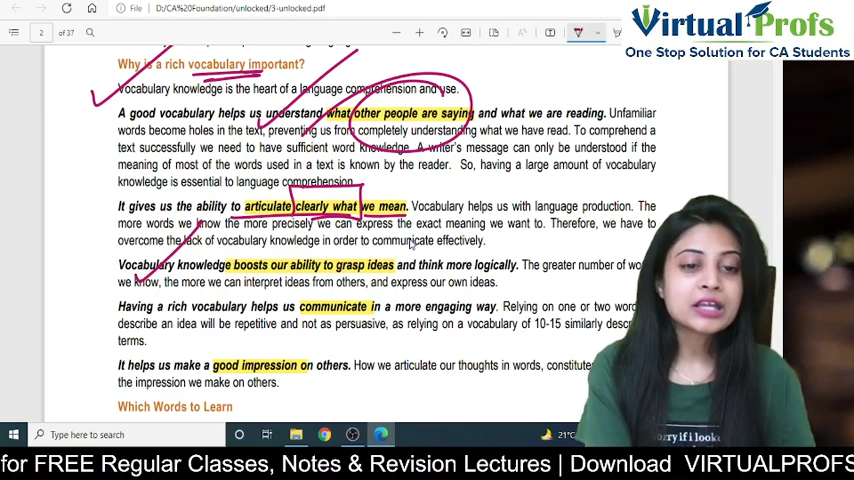 File
D:/CA%20Foundation/unlocked/3-unlocked.pdf
Virtual Profs
One Stop Solution for CA Students
2 of 37
Why is a rich vocabulary important?
Vocabulary knowledge is the heart of a language comprehension and use.
A good vocabulary helps us understand what other people are saying and what we are reading. Unfamiliar
words become holes in the text, preventing us from completely understanding what we have read. To comprehend a
text successfully we need to have sufficient word knowledge. A writer's message can only be understood if the
meaning of most of the words used in a text is known by the reader. So, having a large amount of vocabulary
knowledge is essential to language comprehension.
It gives us the ability to articulate clearly what we mean. Vocabulary helps us with language production. The
more words we know the more precisely we can express the exact meaning we want to. Therefore, we have to
overcome the lack of vocabulary knowledge in order to communicate effectively.
Vocabulary knowledge boosts our ability to grasp ideas and think more logically. The greater number of
we know, the more we can interpret ideas from others, and express our own ideas.
Having a rich vocabulary helps us communicate in a more engaging way. Relying on one or two
describe an idea will be repetitive and not as persuasive, as relying on a vocabulary of 10-15 similarly
terms.
It helps us make a good impression on others. How we articulate our thoughts in words,
the impression we make on others.
Which Words to Learn
Type here to search
21°C
for FREE Regular Classes, Notes & Revision Lectures | Download VIRTUALPROFS